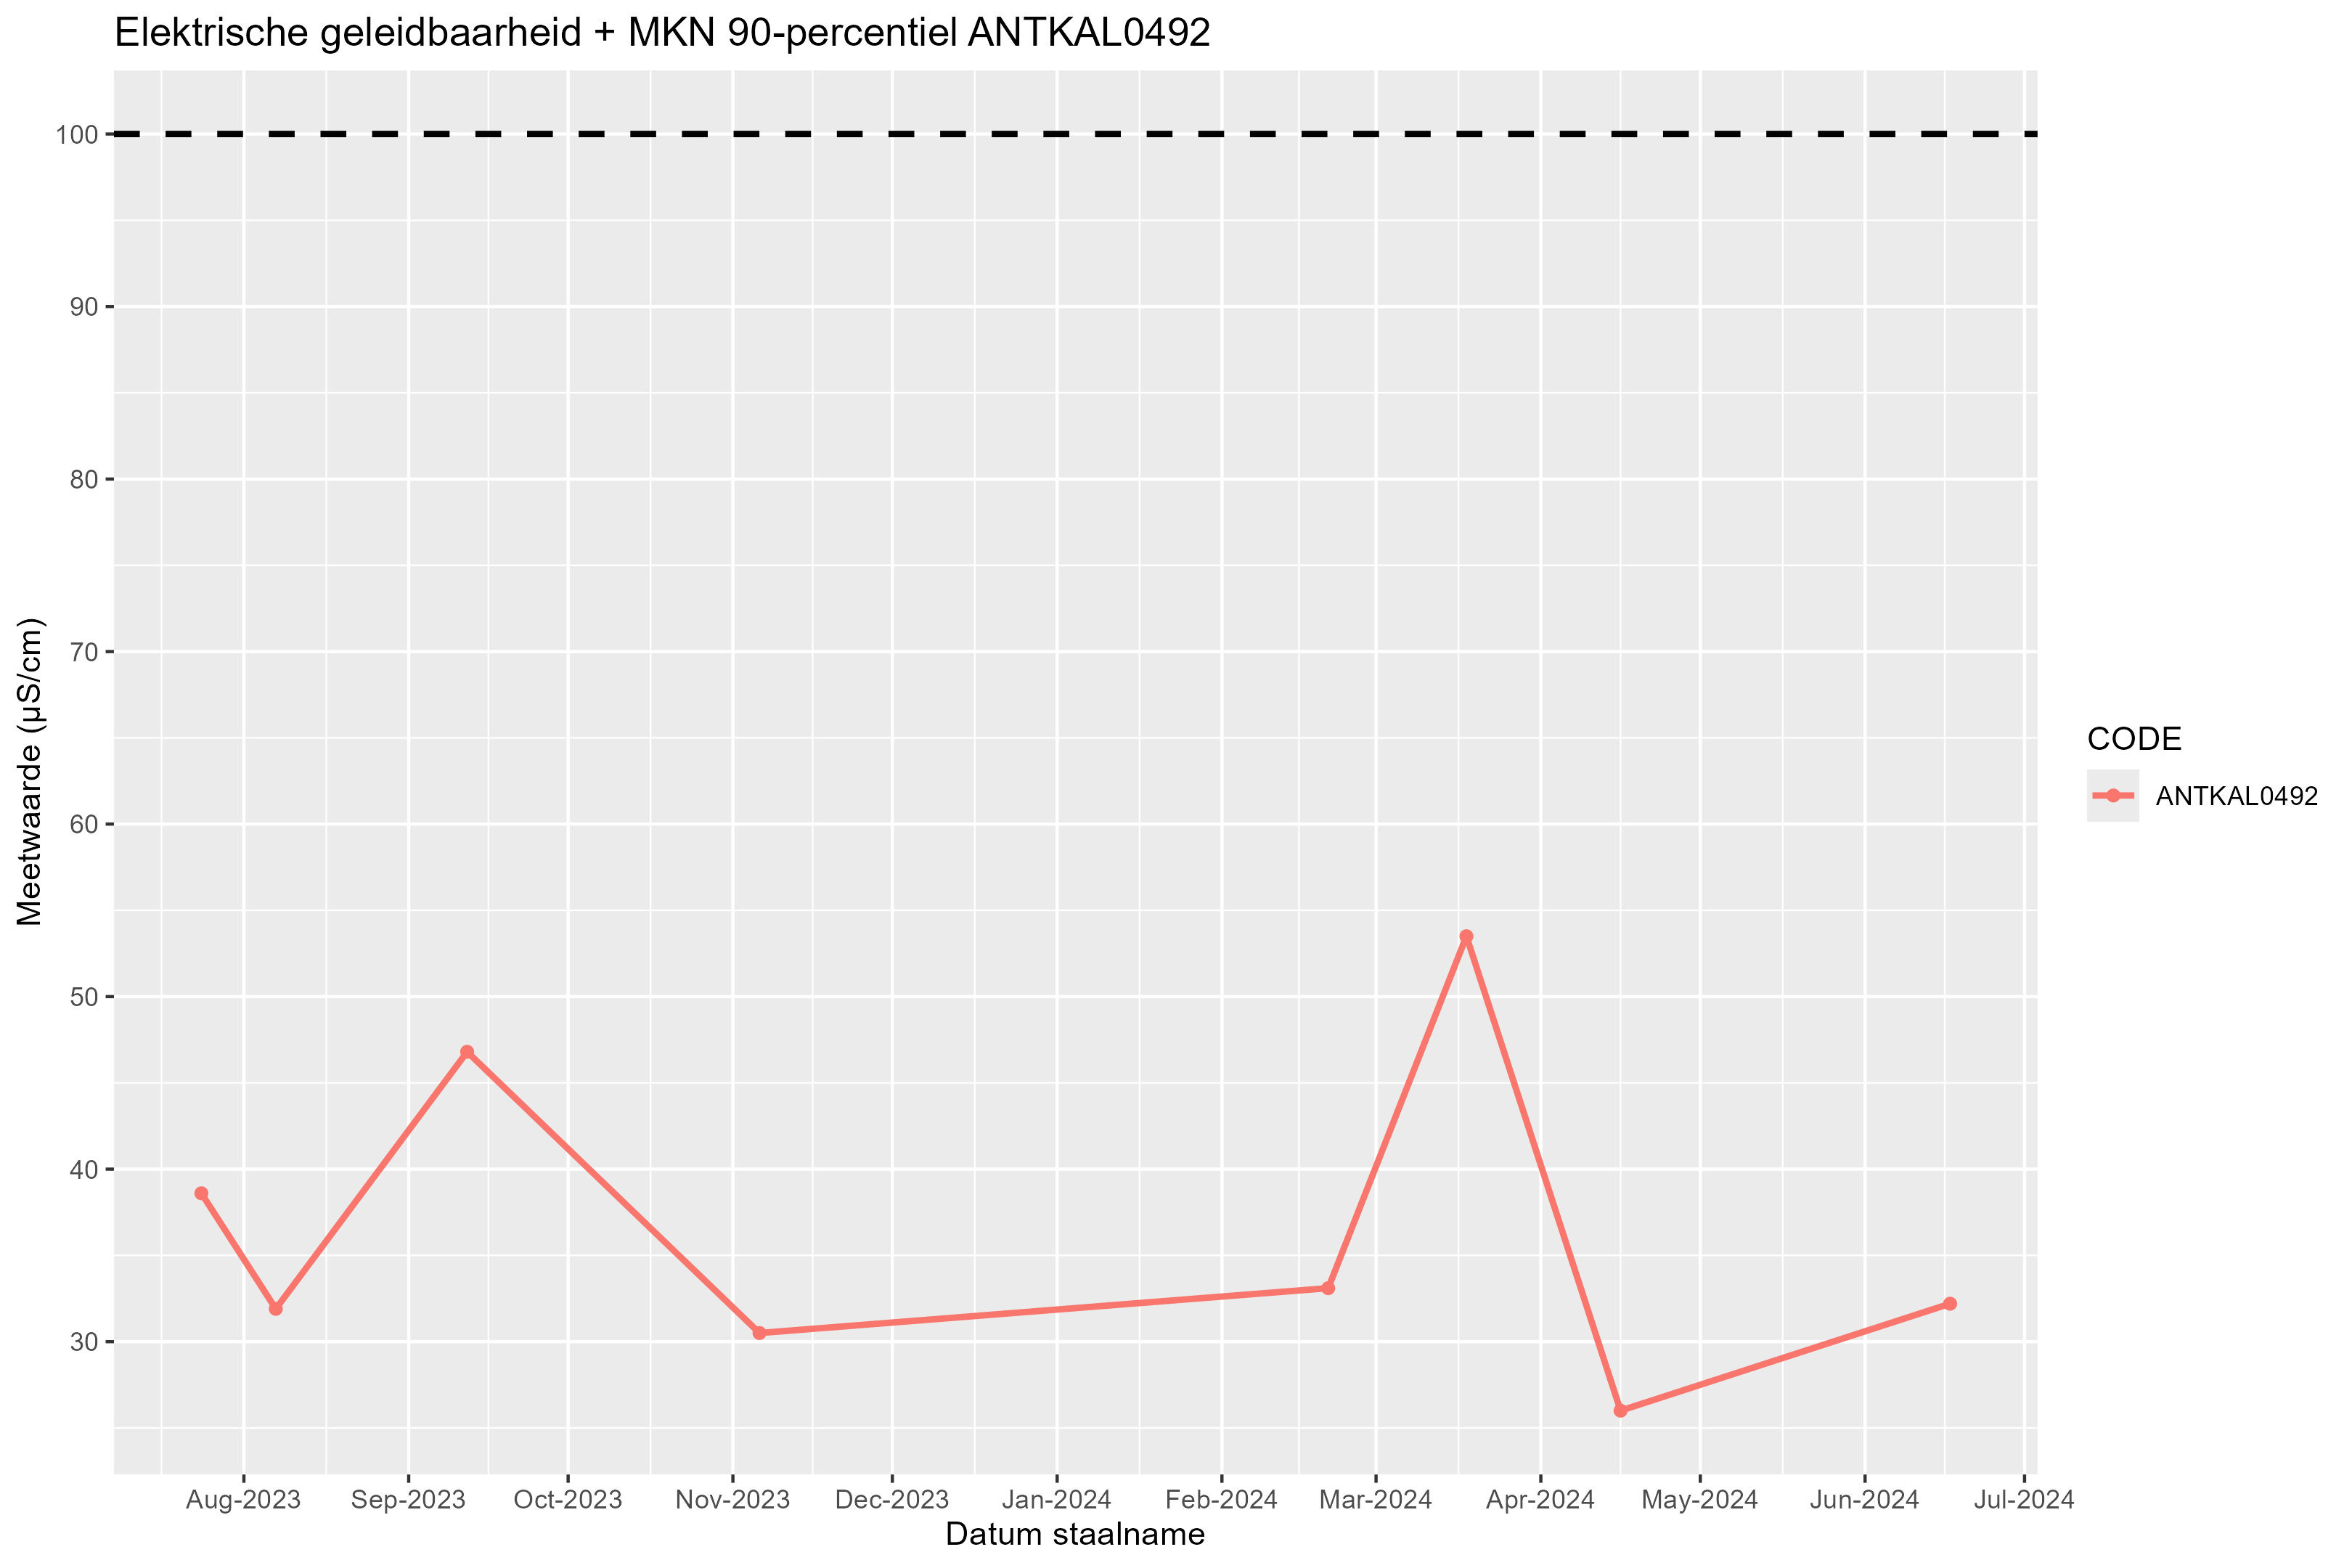 Elektrische geleidbaarheid + MKN 90-percentiel ANTKAL0492
Meetwaarde (µS/cm)
100
90
80
70
60
50
40
30
Aug-2023 Sep-2023 Oct-2023 Nov-2023 Dec-2023 Jan-2024 Feb-2024 Mar-2024 Apr-2024 May-2024 Jun-2024 Jul-2024
Datum staalname
CODE
ANTKAL0492